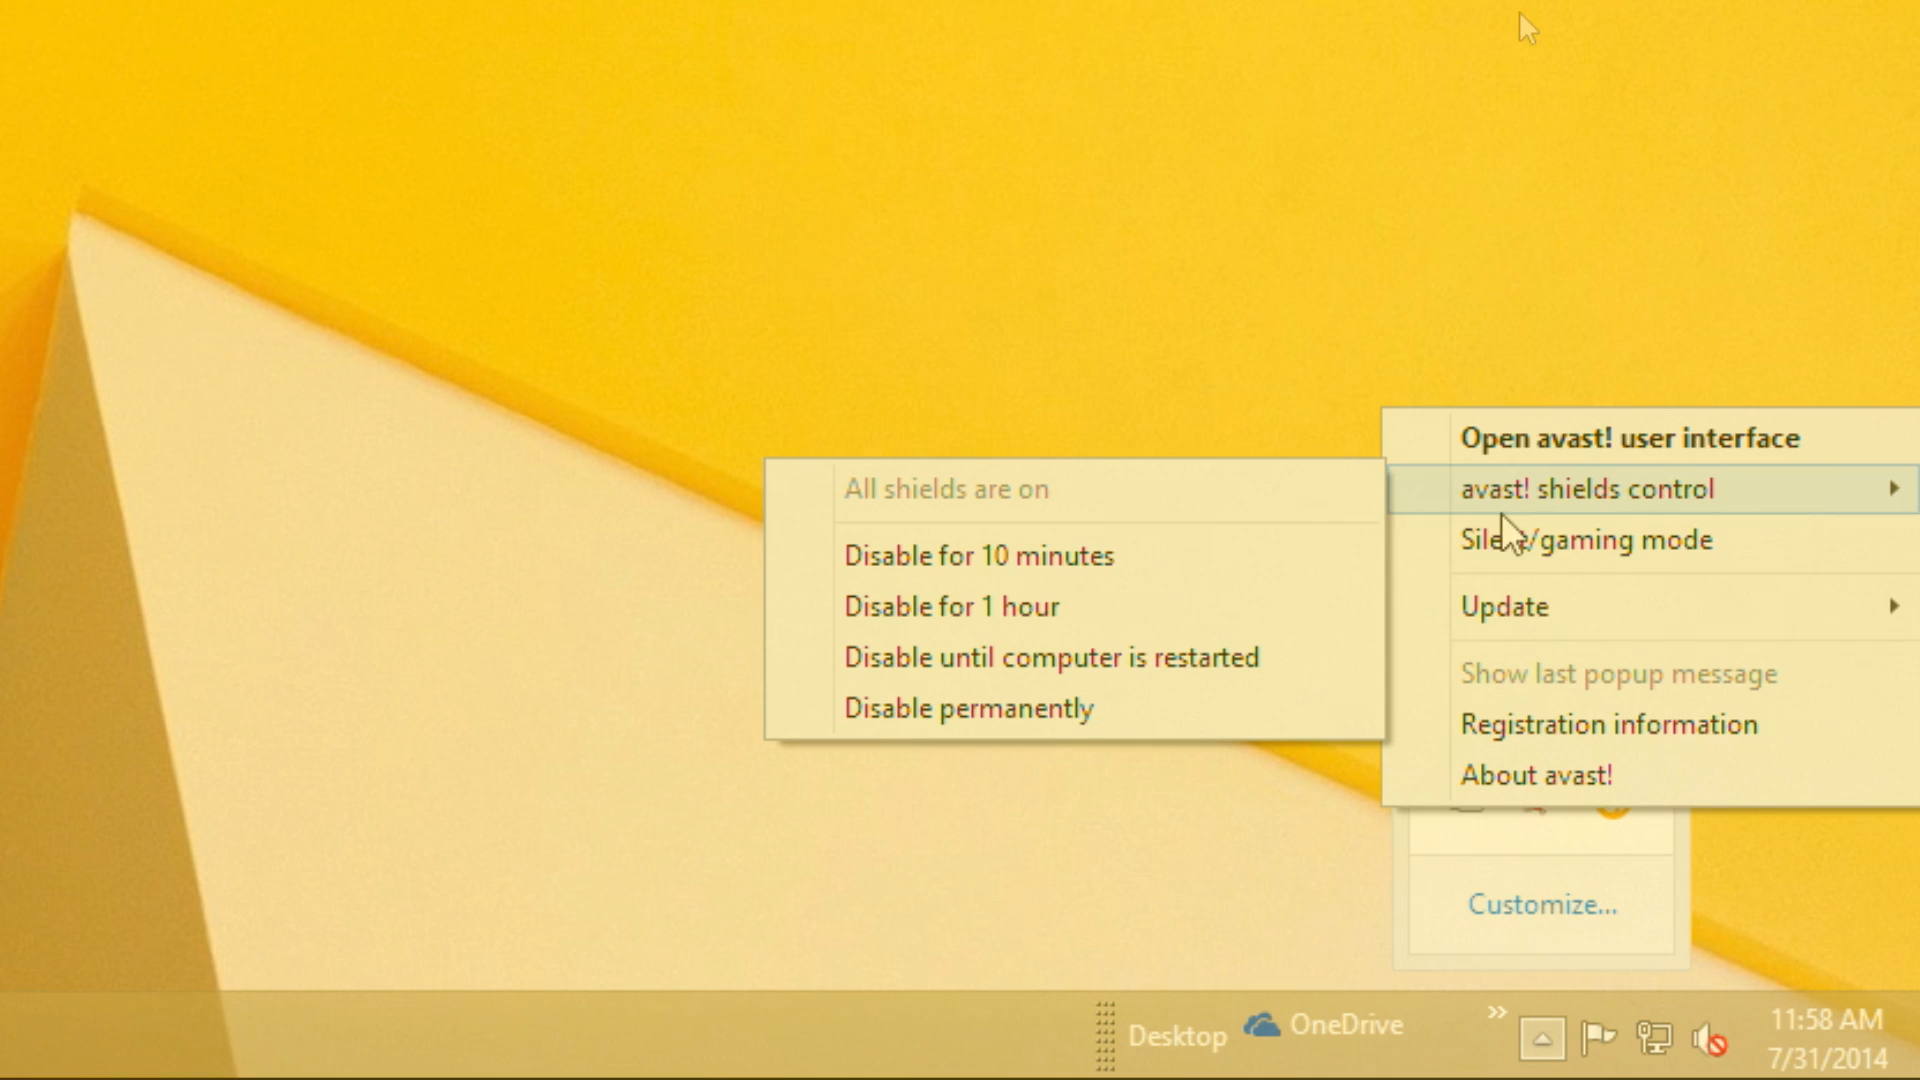 Open avast! user interface
avast! shields control
Silent/gaming mode
Update
Show last popup message
Registration information
About avast!
All shields are on
Disable for 10 minutes
Disable for 1 hour
Disable until computer is restarted
Disable permanently
Customize...
Desktop
OneDrive
»
11:58 AM
7/31/2014